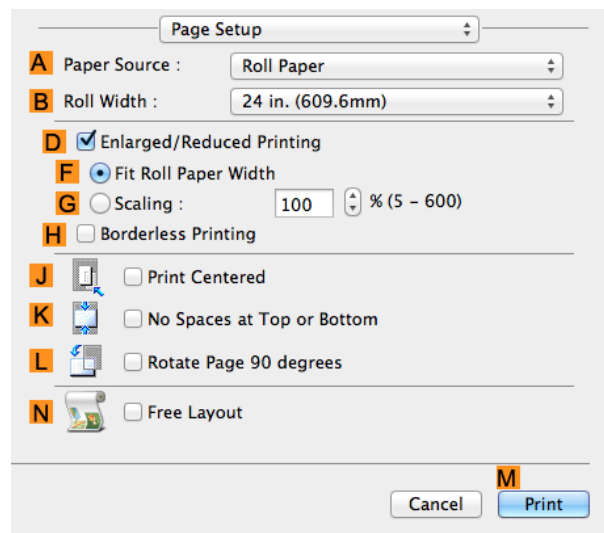 Page Setup
A Paper Source : Roll Paper
B Roll Width : 24 in. (609.6mm)
D Enlarged/Reduced Printing
F Fit Roll Paper Width
G Scaling : 100 % (5 – 600)
H Borderless Printing
J Print Centered
K No Spaces at Top or Bottom
L Rotate Page 90 degrees
N Free Layout
M
Cancel Print